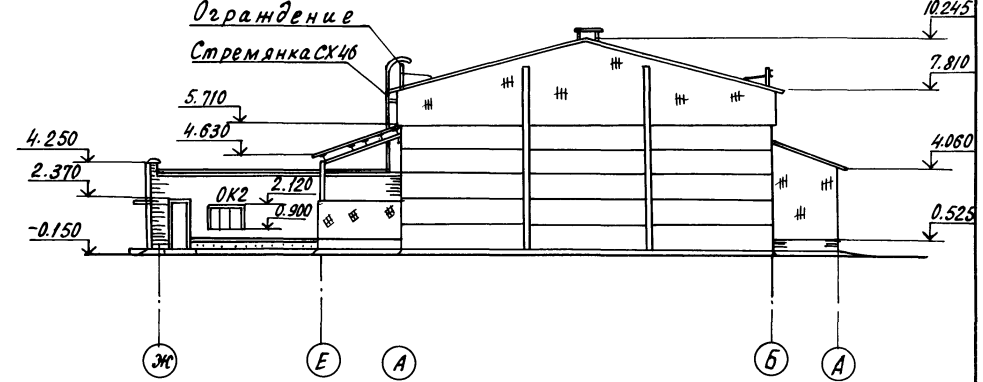 Ограждение
Стремянка СХ46
10.245
7.810
5.710
4.630
4.250
2.370
ОК2
2.120
0.900
-0.150
4.060
0.525
Ж
Е
А
Б
А